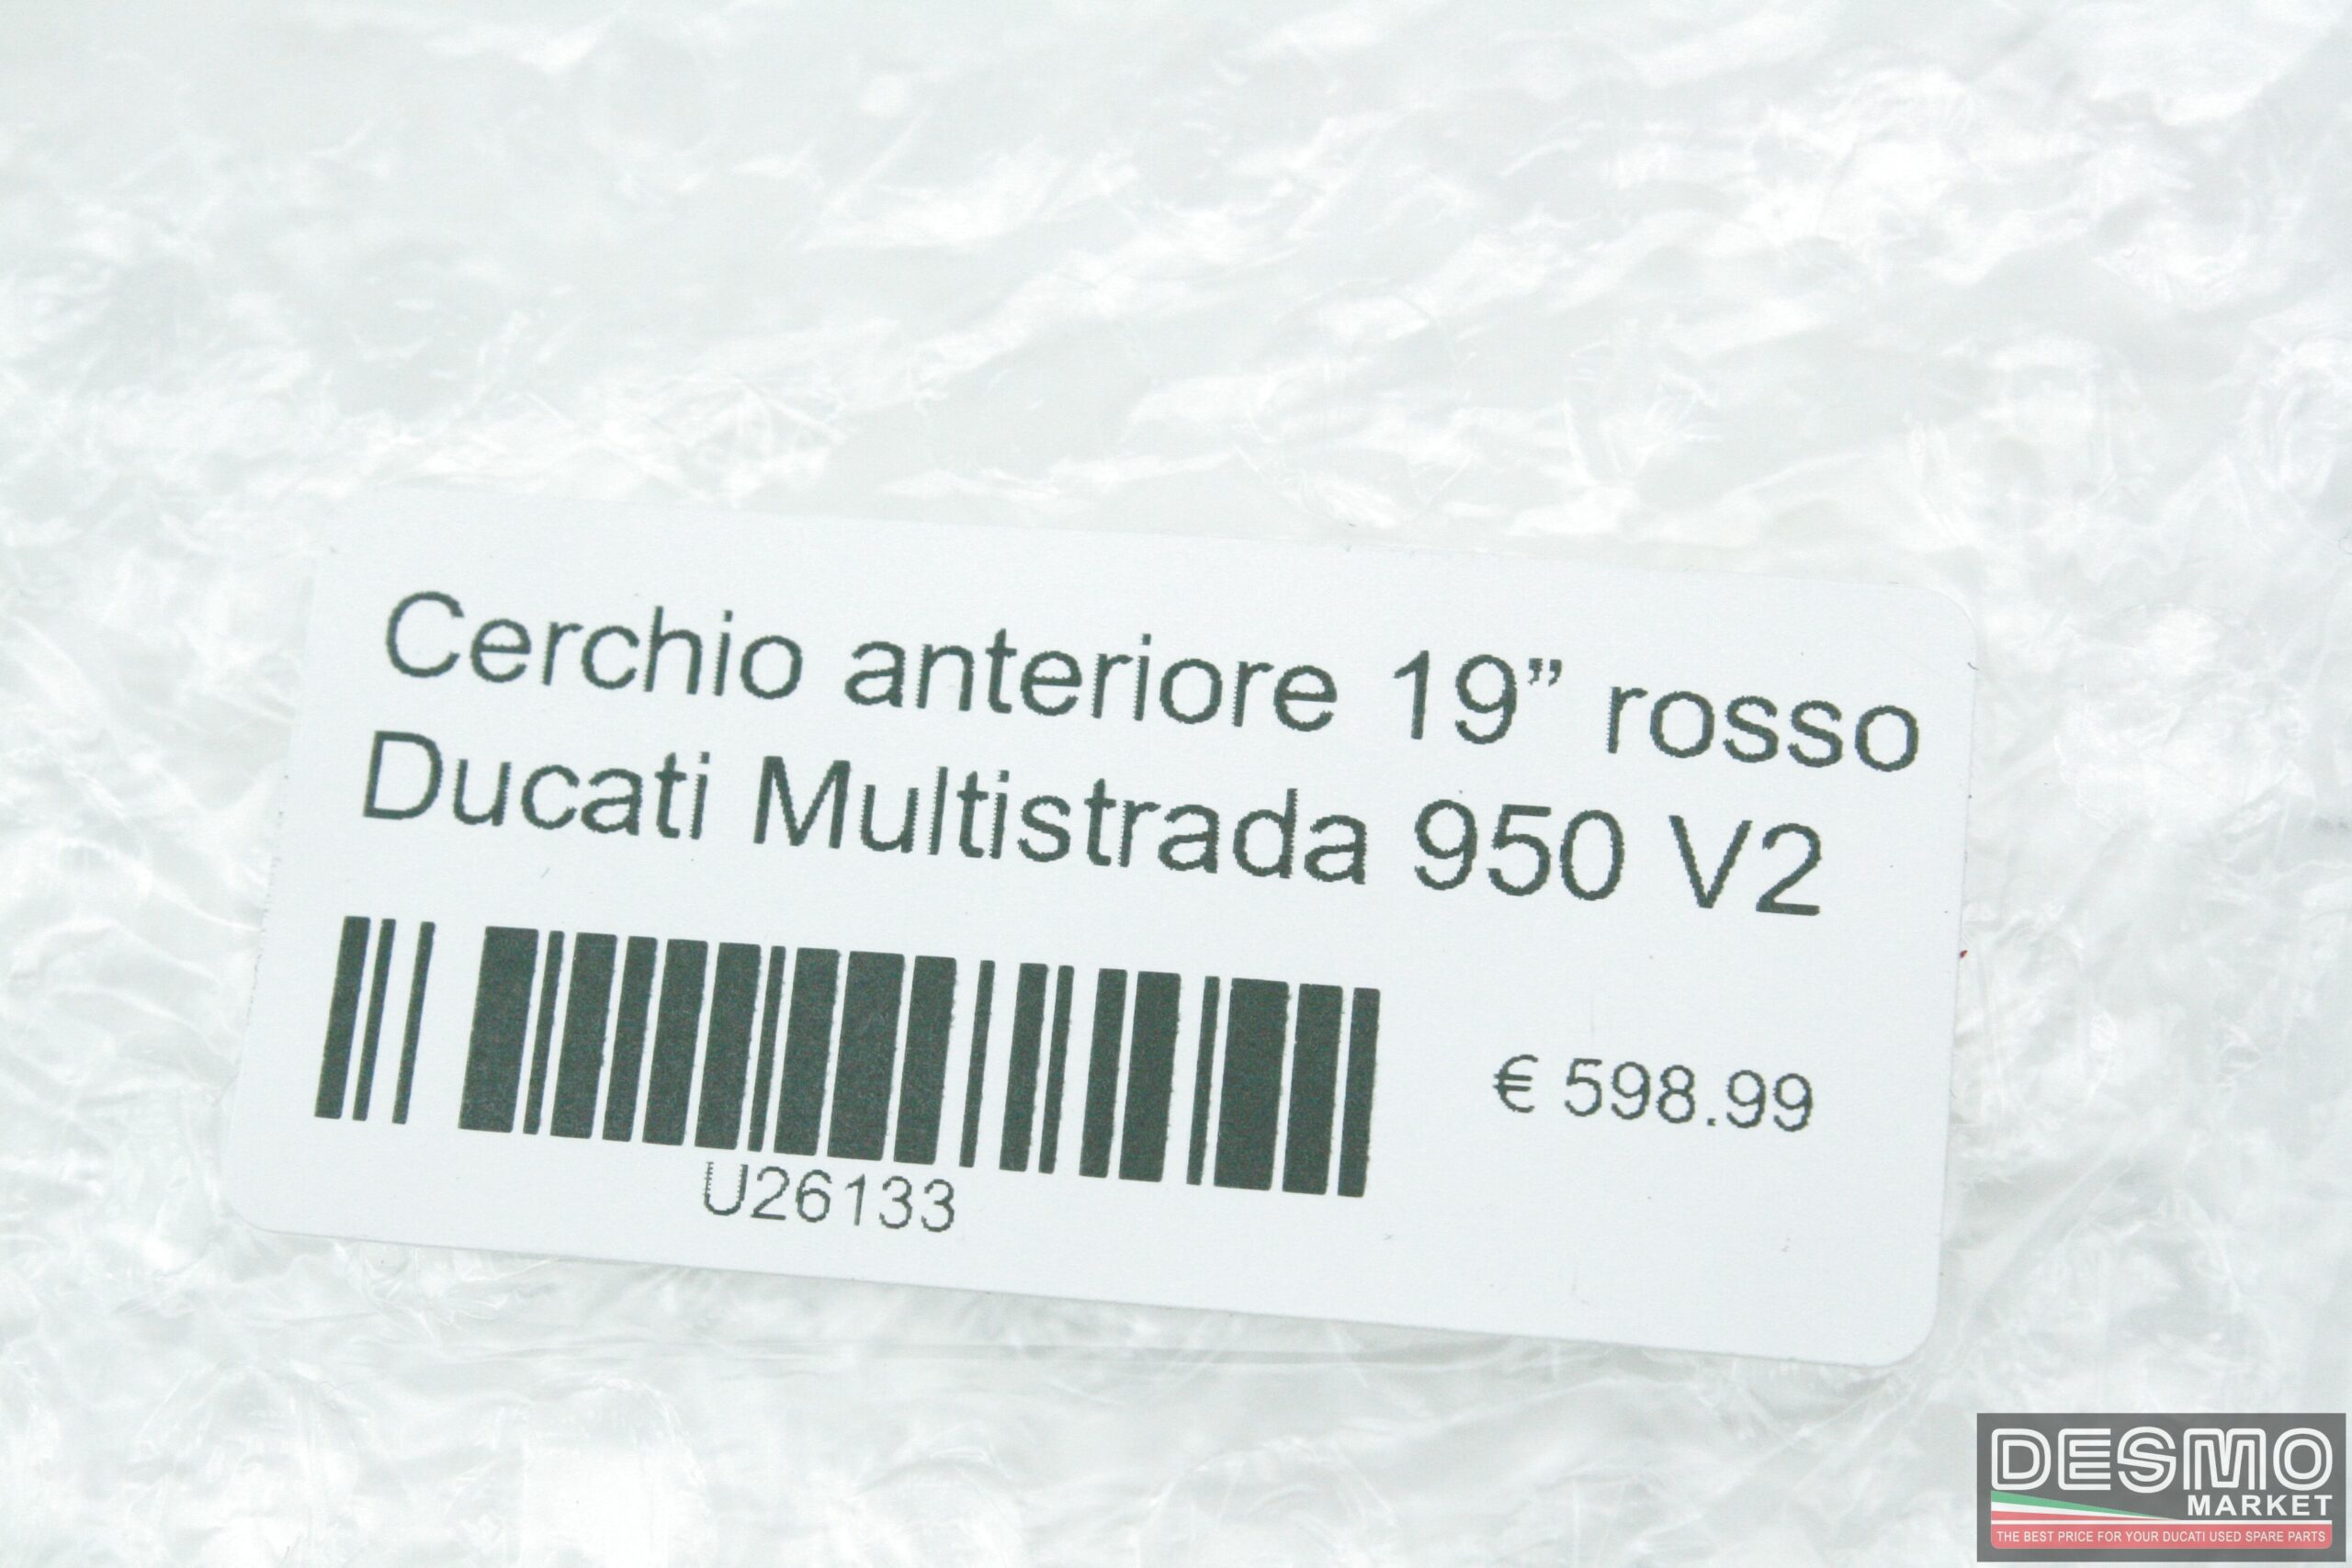 Cerchio anteriore 19” rosso
Ducati Multistrada 950 V2
€ 598.99
U26133
DESMO
MARKET
THE BEST PRICE FOR YOUR DUCATI USED SPARE PARTS